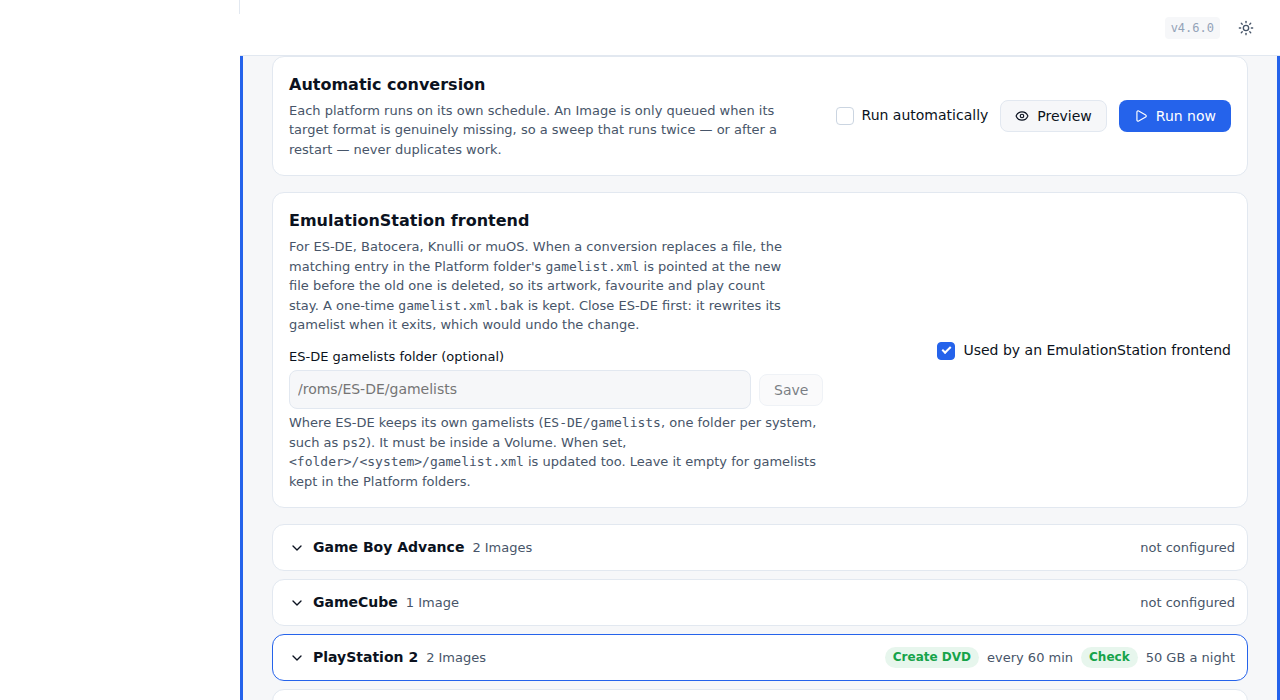 v4.6.0
Automatic conversion
Each platform runs on its own schedule. An Image is only queued when its
target format is genuinely missing, so a sweep that runs twice — or after a
restart — never duplicates work.
Run automatically
Preview
Run now
EmulationStation frontend
For ES-DE, Batocera, Knulli or muOS. When a conversion replaces a file, the
matching entry in the Platform folder's gamelist.xml is pointed at the new
file before the old one is deleted, so its artwork, favourite and play count
stay. A one-time gamelist.xml.bak is kept. Close ES-DE first: it rewrites its
gamelist when it exits, which would undo the change.
ES-DE gamelists folder (optional)
/roms/ES-DE/gamelists
Save
Where ES-DE keeps its own gamelists (ES-DE/gamelists, one folder per system,
such as ps2). It must be inside a Volume. When set,
<folder>/<system>/gamelist.xml is updated too. Leave it empty for gamelists
kept in the Platform folders.
Used by an EmulationStation frontend
Game Boy Advance 2 Images not configured
GameCube 1 Image not configured
PlayStation 2 2 Images Create DVD every 60 min Check 50 GB a night